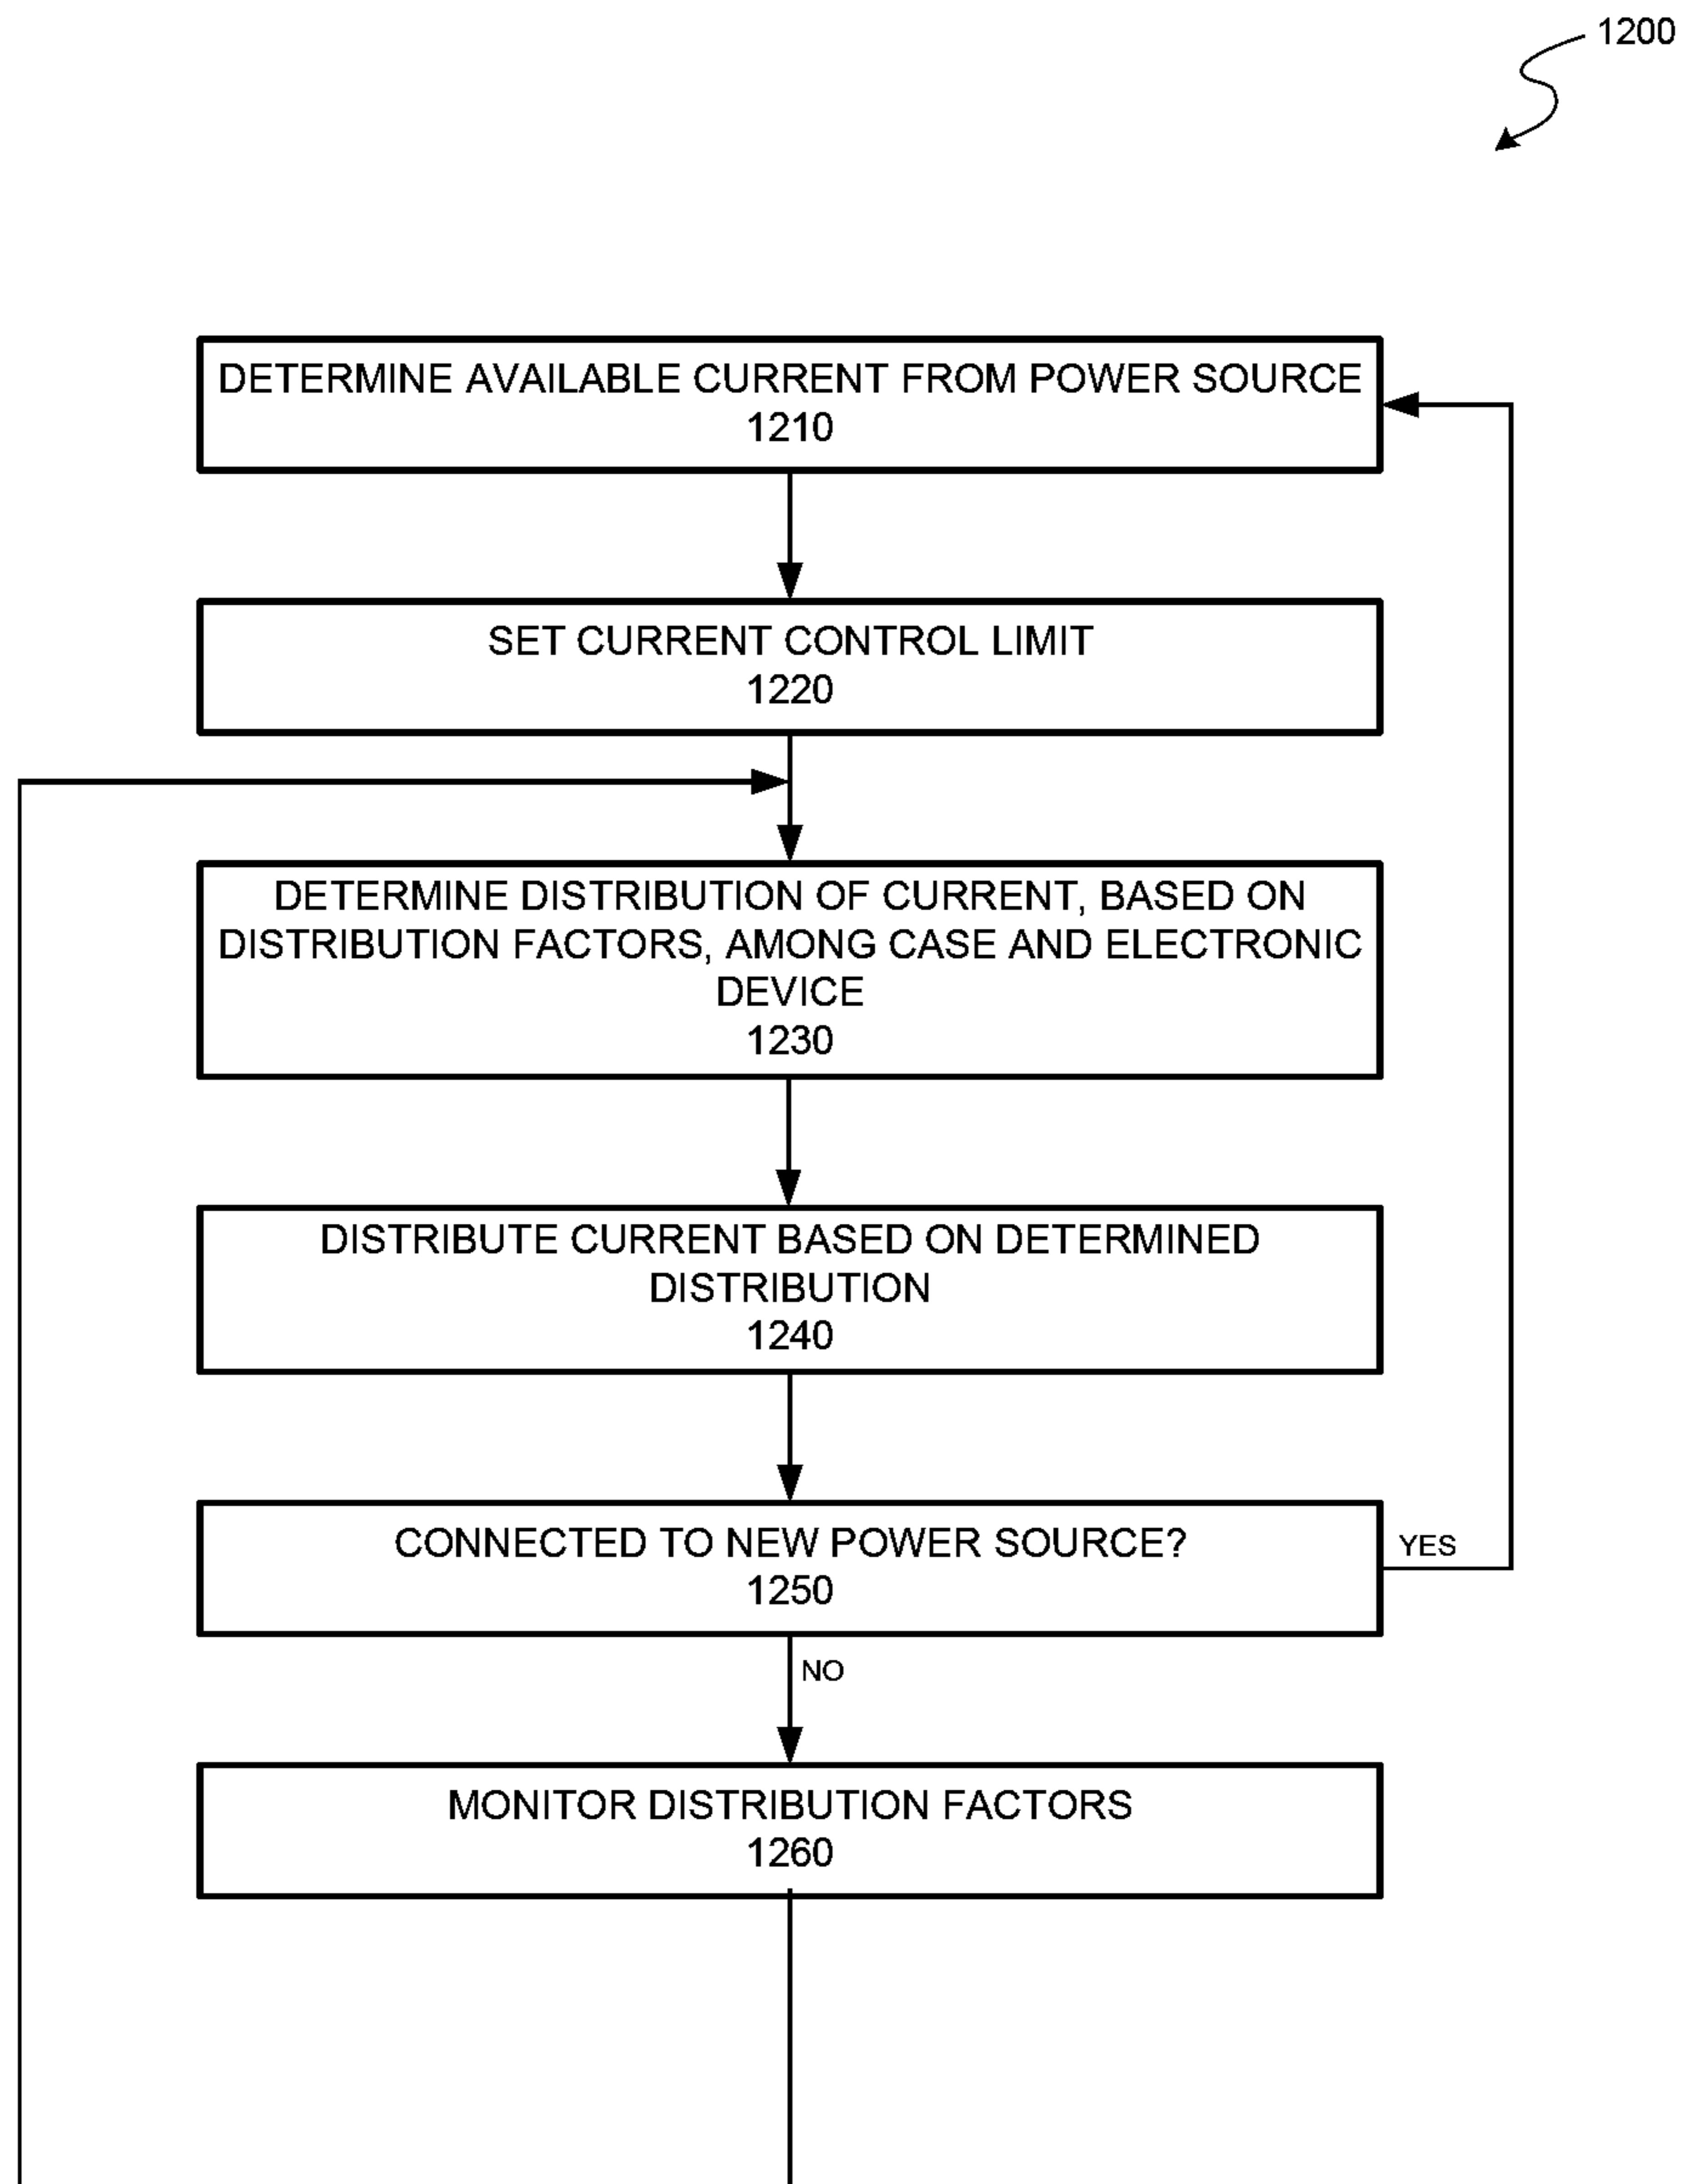 1200
DETERMINE AVAILABLE CURRENT FROM POWER SOURCE
1210
SET CURRENT CONTROL LIMIT
1220
DETERMINE DISTRIBUTION OF CURRENT, BASED ON
DISTRIBUTION FACTORS, AMONG CASE AND ELECTRONIC
DEVICE
1230
DISTRIBUTE CURRENT BASED ON DETERMINED
DISTRIBUTION
1240
CONNECTED TO NEW POWER SOURCE?
1250
YES
NO
MONITOR DISTRIBUTION FACTORS
1260